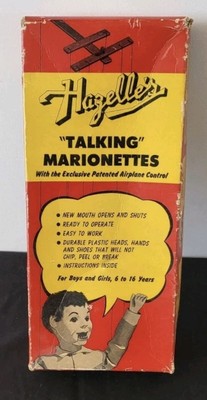 Hazelle's
"TALKING"
MARIONETTES
With the Exclusive Patented Airplane Control
• NEW MOUTH OPENS AND SHUTS
• READY TO OPERATE
• EASY TO WORK
• DURABLE PLASTIC HEADS, HANDS
AND SHOES THAT WILL NOT
CHIP, PEEL OR BREAK
• INSTRUCTIONS INSIDE
For Boys and Girls, 6 to 16 Years